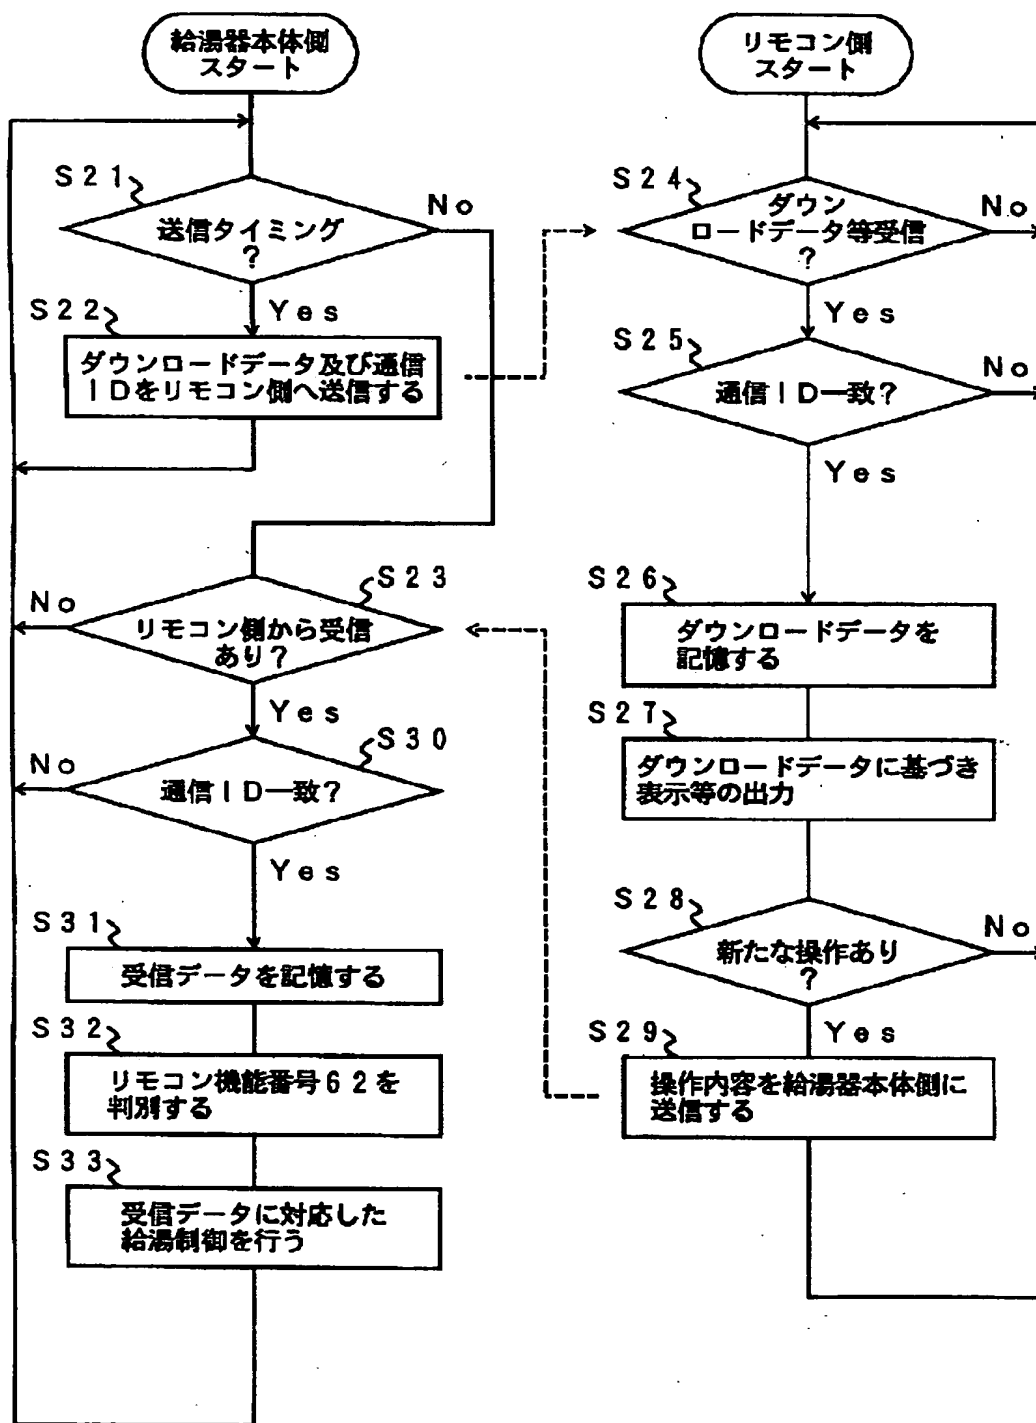 給湯器本体側
スタート
S21
送信タイミング
?
No
Yes
S22
ダウンロードデータ及び通信
IDをリモコン側へ送信する
S23
リモコン側から受信
あり?
No
Yes
S30
通信ID一致?
No
Yes
S31
受信データを記憶する
S32
リモコン機能番号62を
判別する
S33
受信データに対応した
給湯制御を行う
リモコン側
スタート
S24
ダウン
ロードデータ等受信
?
No
Yes
S25
通信ID一致?
No
Yes
S26
ダウンロードデータを
記憶する
S27
ダウンロードデータに基づき
表示等の出力
S28
新たな操作あり
?
No
Yes
S29
操作内容を給湯器本体側に
送信する